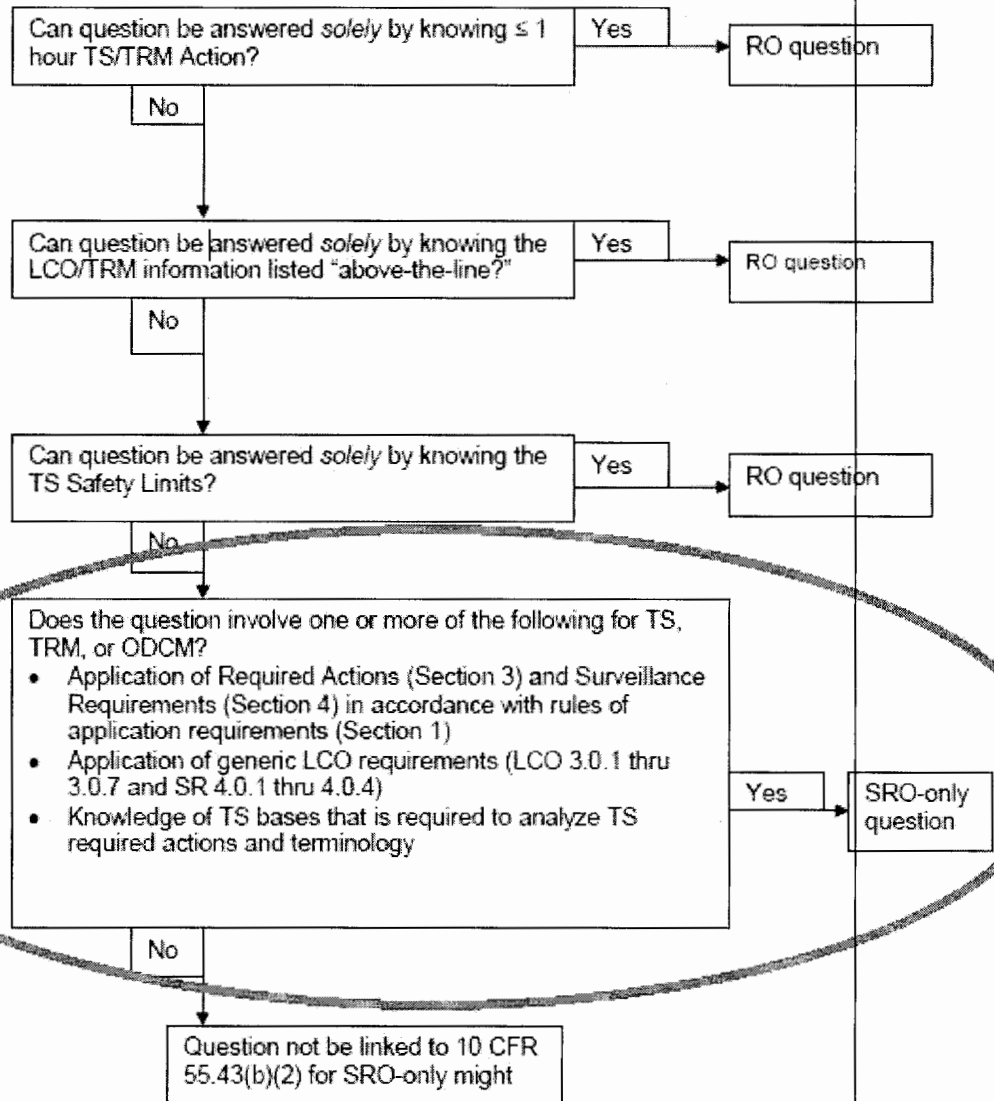 Can question be answered solely by knowing ≤ 1
hour TS/TRM Action?
Yes
RO question
No
Can question be answered solely by knowing the
LCO/TRM information listed "above-the-line?"
Yes
RO question
No
Can question be answered solely by knowing the
TS Safety Limits?
Yes
RO question
No
Does the question involve one or more of the following for TS,
TRM, or ODCM?
• Application of Required Actions (Section 3) and Surveillance
Requirements (Section 4) in accordance with rules of
application requirements (Section 1)
• Application of generic LCO requirements (LCO 3.0.1 thru
3.0.7 and SR 4.0.1 thru 4.0.4)
• Knowledge of TS bases that is required to analyze TS
required actions and terminology
Yes
SRO-only
question
No
Question not be linked to 10 CFR
55.43(b)(2) for SRO-only might